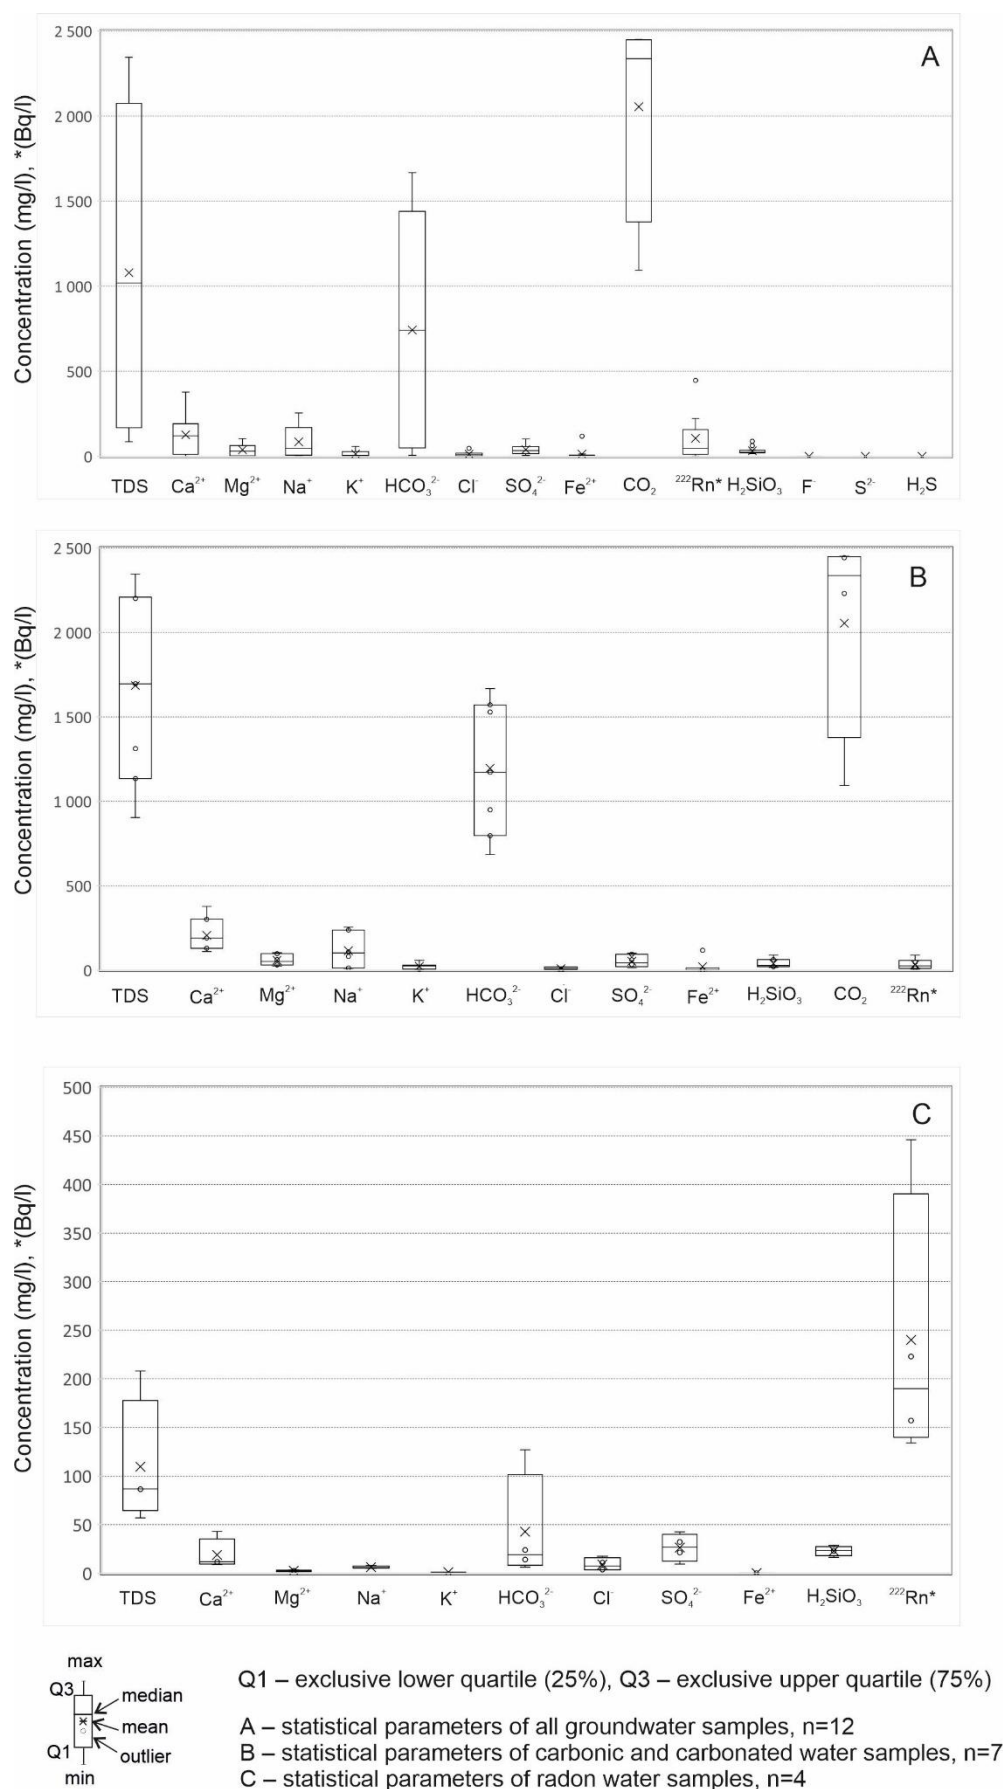 A
Concentration (mg/l), *(Bq/l)
2 500
2 000
1 500
1 000
500
0
TDS Ca²⁺ Mg²⁺ Na⁺ K⁺ HCO₃²⁻ Cl⁻ SO₄²⁻ Fe²⁺ CO₂ ²²²Rn* H₂SiO₃ F⁻ S²⁻ H₂S
B
Concentration (mg/l), *(Bq/l)
2 500
2 000
1 500
1 000
500
0
TDS Ca²⁺ Mg²⁺ Na⁺ K⁺ HCO₃²⁻ Cl⁻ SO₄²⁻ Fe²⁺ H₂SiO₃ CO₂ ²²²Rn*
C
Concentration (mg/l), *(Bq/l)
500
450
400
350
300
250
200
150
100
50
0
TDS Ca²⁺ Mg²⁺ Na⁺ K⁺ HCO₃²⁻ Cl⁻ SO₄²⁻ Fe²⁺ H₂SiO₃ ²²²Rn*
max
Q3
median
mean
outlier
Q1
min
Q1 – exclusive lower quartile (25%), Q3 – exclusive upper quartile (75%)
A – statistical parameters of all groundwater samples, n=12
B – statistical parameters of carbonic and carbonated water samples, n=7
C – statistical parameters of radon water samples, n=4